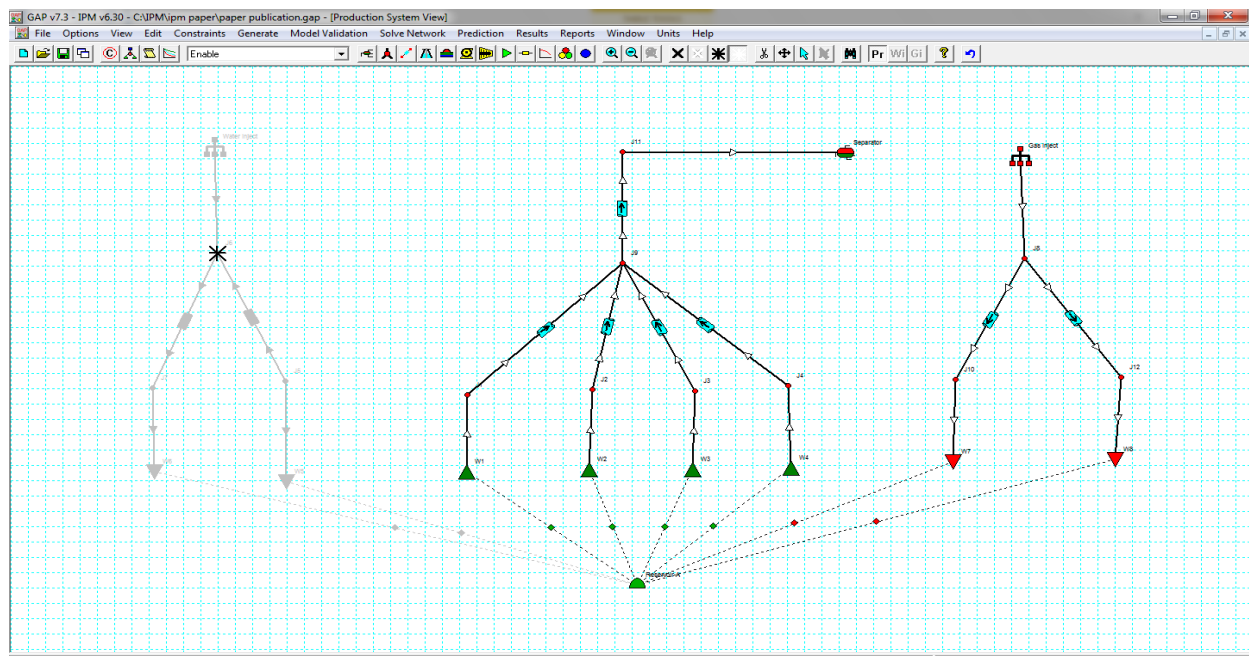 GAP v7.3 - IPM v6.30 - C:\IPM\ipm paper\paper publication.gap - [Production System View]
File Options View Edit Constraints Generate Model Validation Solve Network Prediction Results Reports Window Units Help
Enable
Pr Wi Gi
Water Inject
J11
Separator
Gas Inject
J9
J2
J3
J4
J10
J12
W1
W2
W3
W4
W7
W8